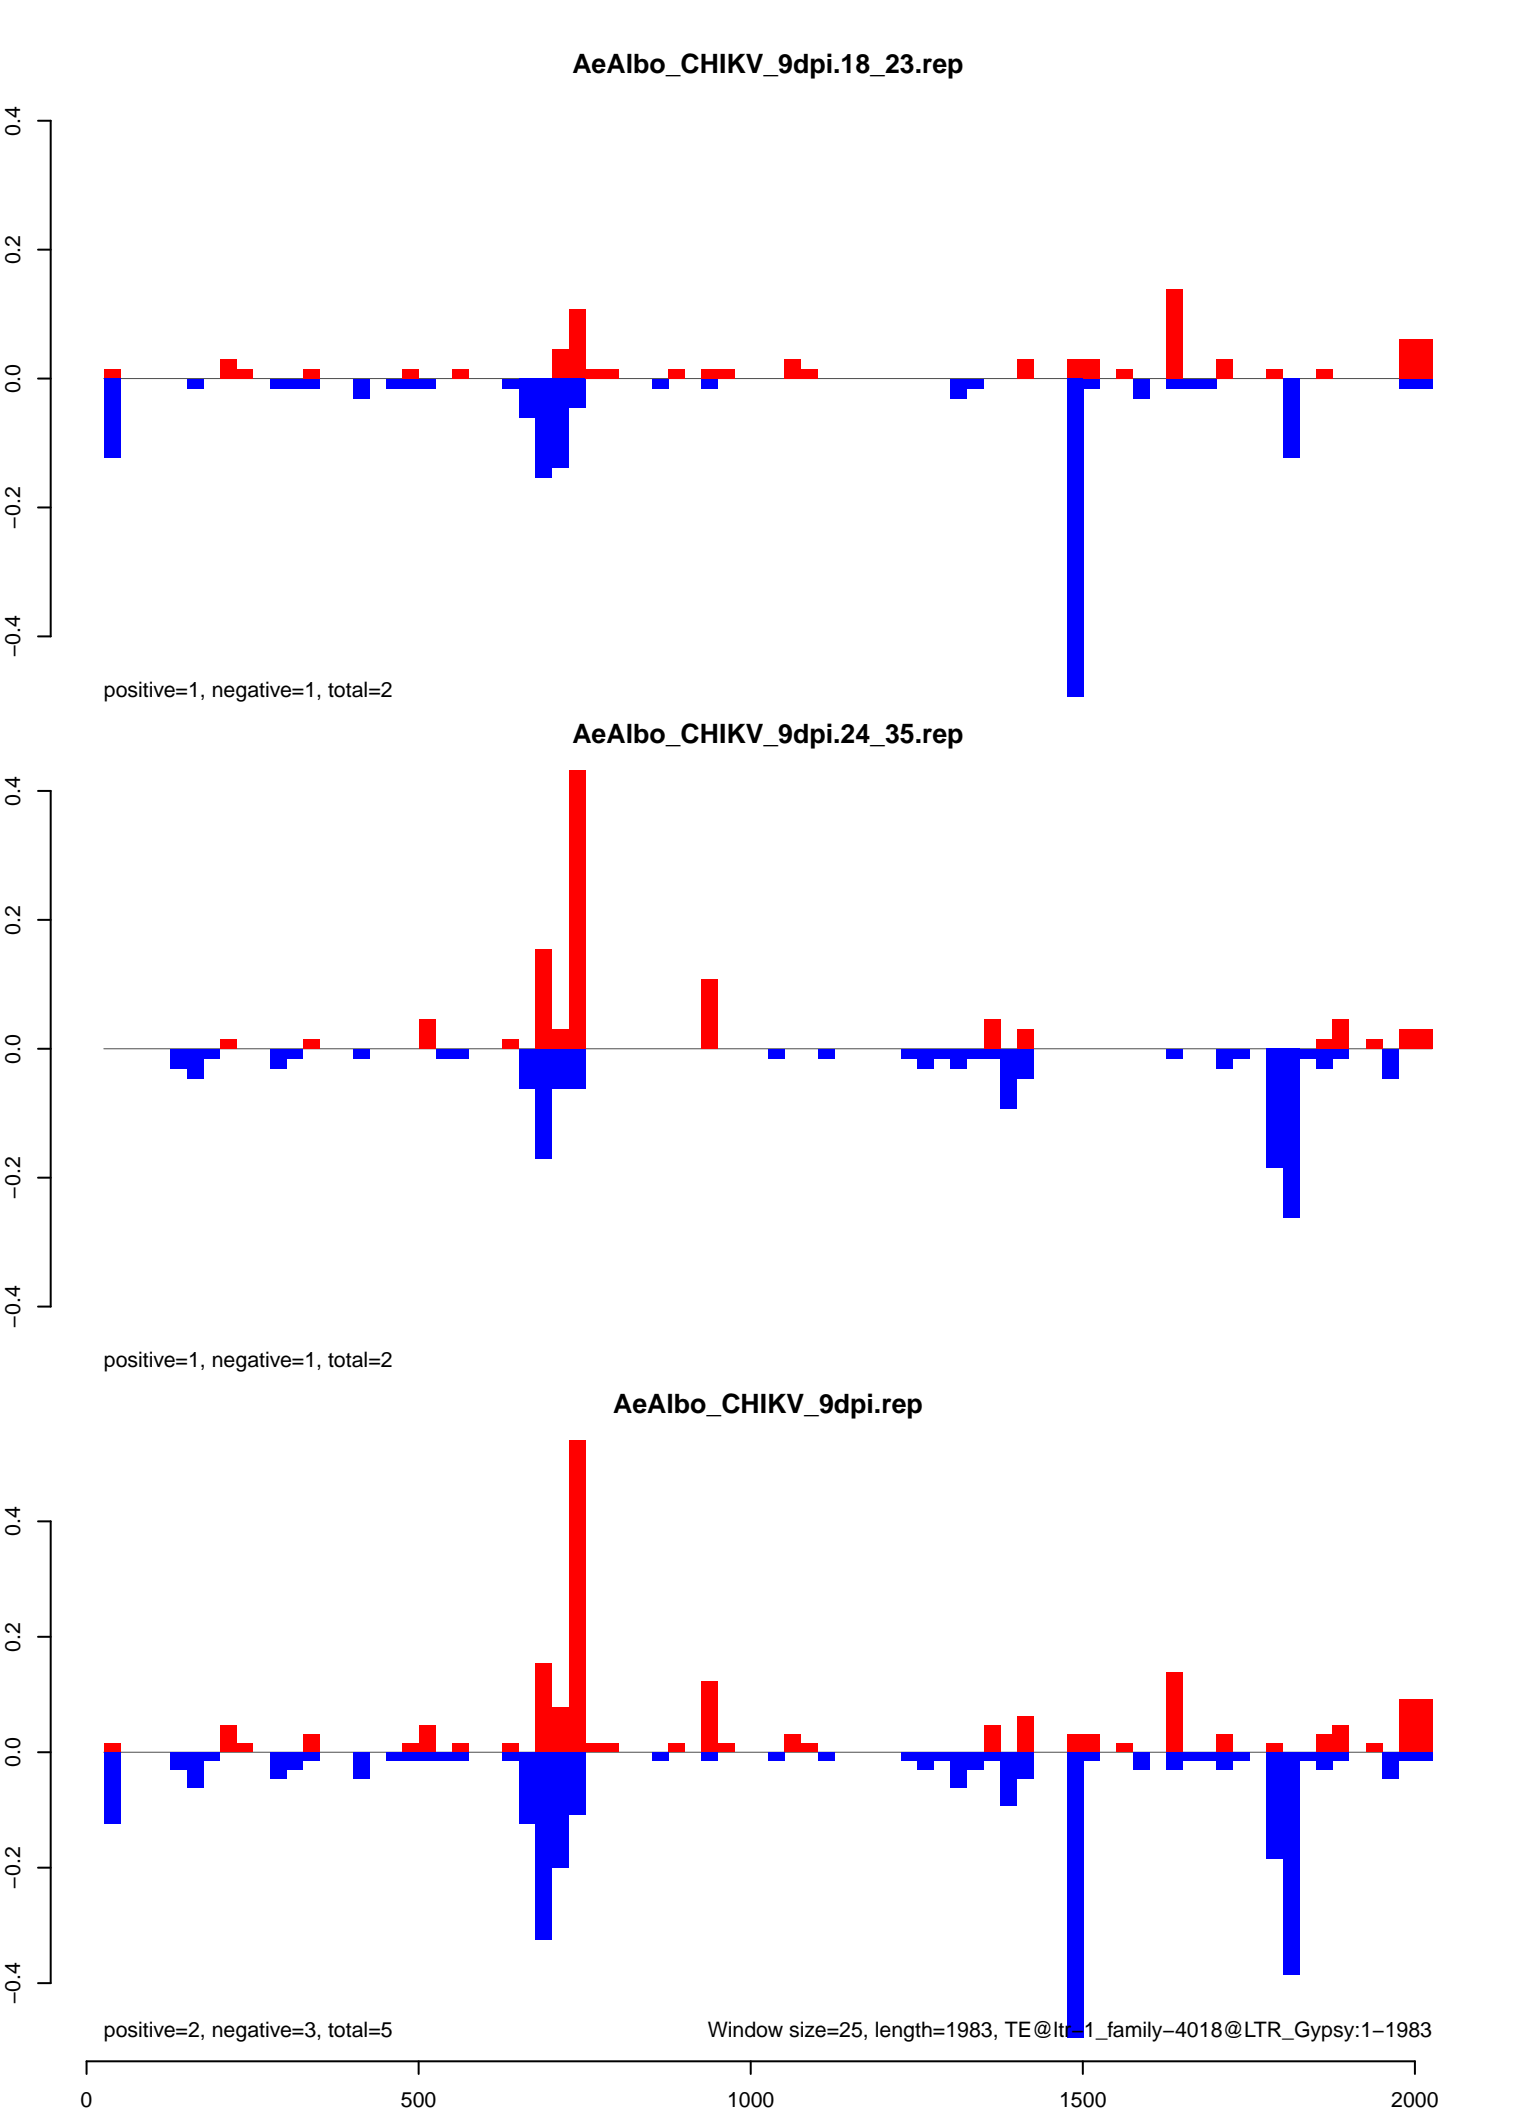 AeAlbo_CHIKV_9dpi.18_23.rep
0.4
0.2
0.0
−0.2
−0.4
positive=1, negative=1, total=2
AeAlbo_CHIKV_9dpi.24_35.rep
0.4
0.2
0.0
−0.2
−0.4
positive=1, negative=1, total=2
AeAlbo_CHIKV_9dpi.rep
0.4
0.2
0.0
−0.2
−0.4
positive=2, negative=3, total=5
Window size=25, length=1983, TE@ltr−1_family−4018@LTR_Gypsy:1−1983
0 500 1000 1500 2000